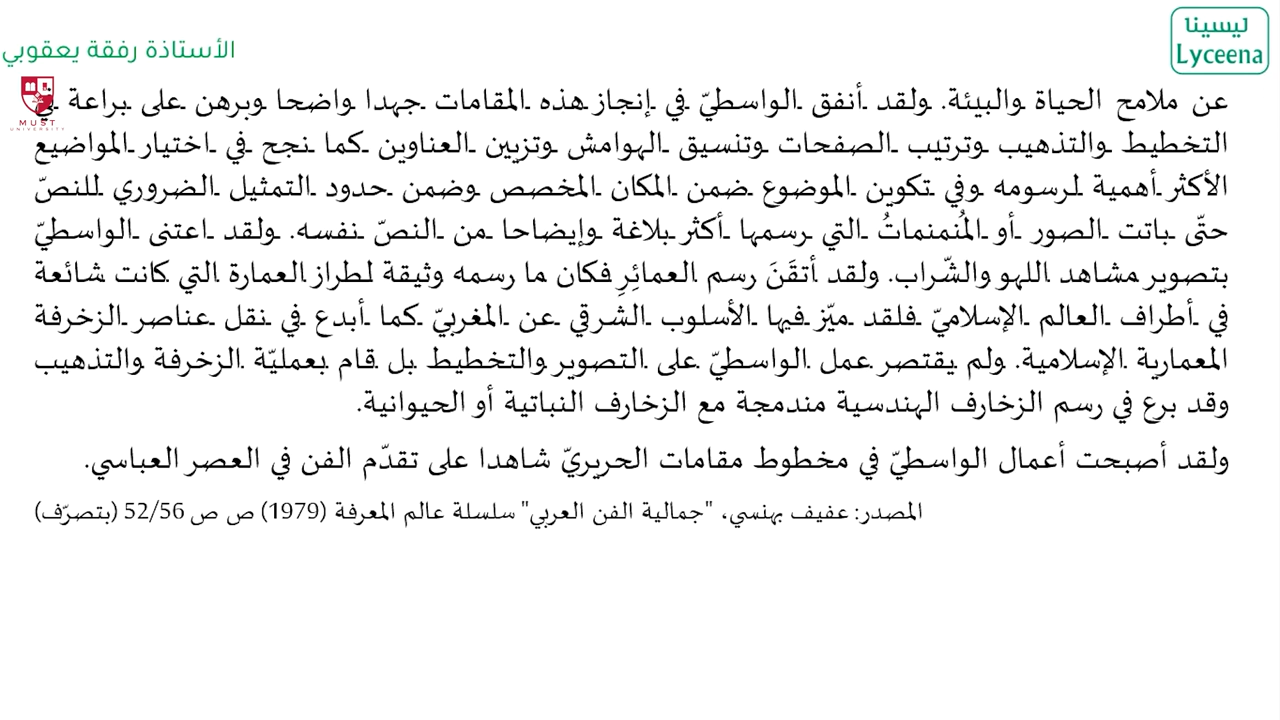 ليسينا
Lyceena
الأستاذة رفقة يعقوبي
MUST
UNIVERSITY
عن ملامح الحياة والبيئة. ولقد أنفق الواسطيّ في إنجاز هذه المقامات جهدا واضحا وبرهن على براعة في
التخطيط والتذهيب وترتيب الصفحات وتنسيق الهوامش وتزيين العناوين كما نجح في اختيار المواضيع
الأكثر أهمية لرسومه وفي تكوين الموضوع ضمن المكان المخصص وضمن حدود التمثيل الضروري للنصّ
حتّى باتت الصور أو المُنمنماتُ التي رسمها أكثر بلاغة وإيضاحا من النصّ نفسه. ولقد اعتنى الواسطيّ
بتصوير مشاهد اللهو والشّراب. ولقد أتقَنَ رسم العمائِرِ فكان ما رسمه وثيقة لطراز العمارة التي كانت شائعة
في أطراف العالم الإسلاميّ فلقد ميّز فيها الأسلوب الشرقي عن المغربيّ كما أبدع في نقل عناصر الزخرفة
المعمارية الإسلامية. ولم يقتصر عمل الواسطيّ على التصوير والتخطيط بل قام بعمليّة الزخرفة والتذهيب
وقد برع في رسم الزخارف الهندسية مندمجة مع الزخارف النباتية أو الحيوانية.
ولقد أصبحت أعمال الواسطيّ في مخطوط مقامات الحريريّ شاهدا على تقدّم الفن في العصر العباسي.
المصدر: عفيف بهنسي، "جمالية الفن العربي" سلسلة عالم المعرفة (1979) ص ص 52/56 (بتصرّف)